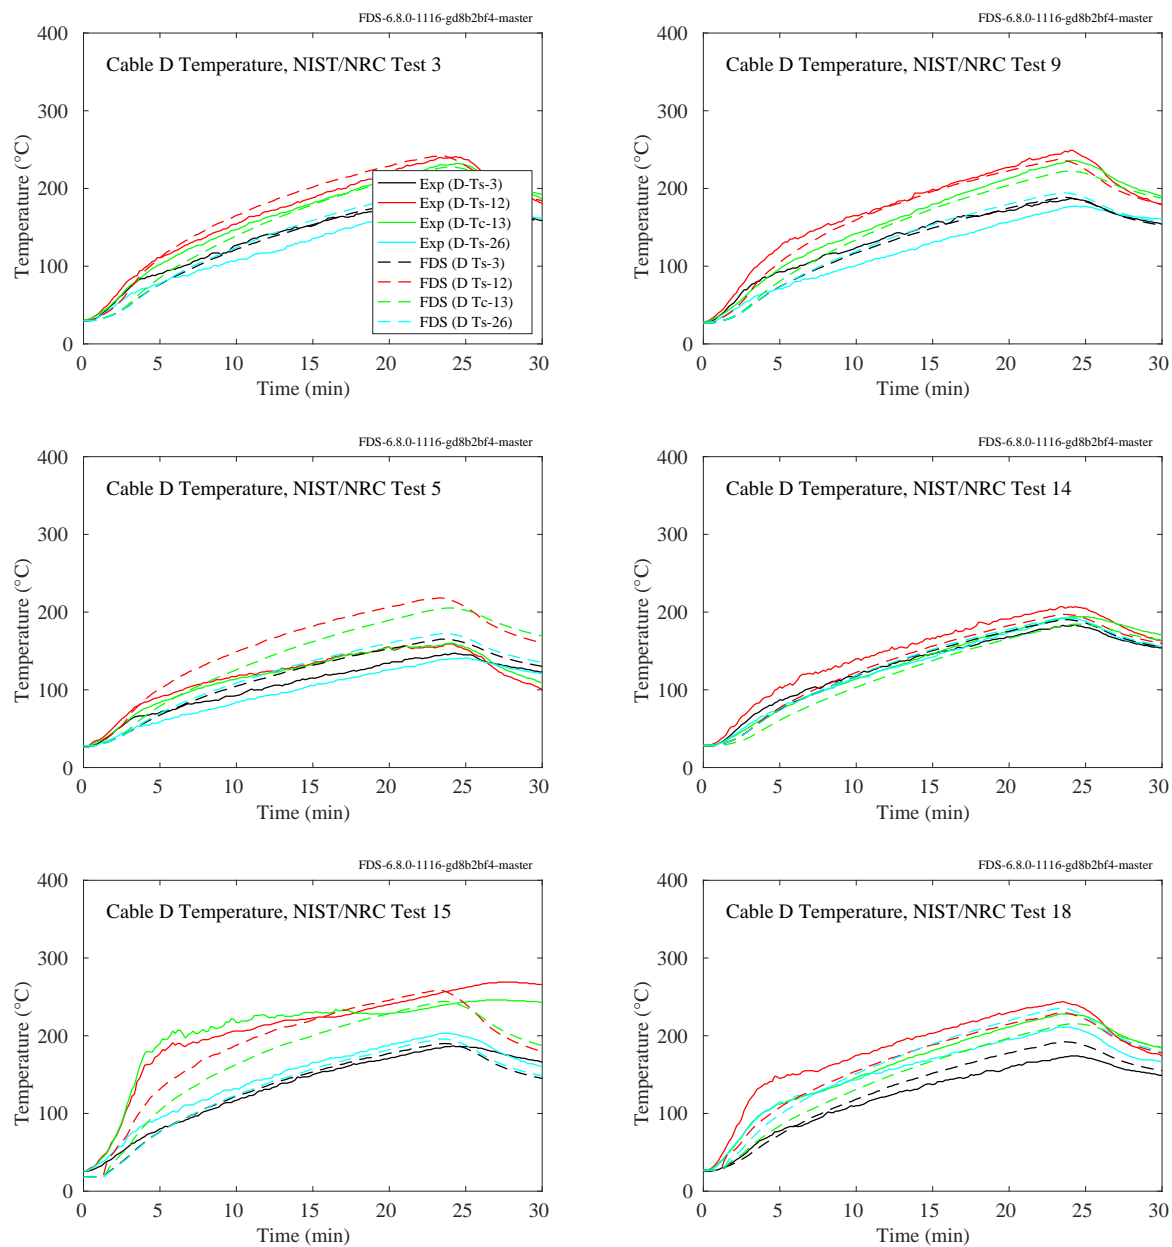 FDS-6.8.0-1116-gd8b2bf4-master
Cable D Temperature, NIST/NRC Test 3
Temperature (°C)
400
300
200
100
0
Exp (D-Ts-3)
Exp (D-Ts-12)
Exp (D-Tc-13)
Exp (D-Ts-26)
FDS (D Ts-3)
FDS (D Ts-12)
FDS (D Tc-13)
FDS (D Ts-26)
0 5 10 15 20 25 30
Time (min)
FDS-6.8.0-1116-gd8b2bf4-master
Cable D Temperature, NIST/NRC Test 9
Temperature (°C)
400
300
200
100
0
0 5 10 15 20 25 30
Time (min)
FDS-6.8.0-1116-gd8b2bf4-master
Cable D Temperature, NIST/NRC Test 5
Temperature (°C)
400
300
200
100
0
0 5 10 15 20 25 30
Time (min)
FDS-6.8.0-1116-gd8b2bf4-master
Cable D Temperature, NIST/NRC Test 14
Temperature (°C)
400
300
200
100
0
0 5 10 15 20 25 30
Time (min)
FDS-6.8.0-1116-gd8b2bf4-master
Cable D Temperature, NIST/NRC Test 15
Temperature (°C)
400
300
200
100
0
0 5 10 15 20 25 30
Time (min)
FDS-6.8.0-1116-gd8b2bf4-master
Cable D Temperature, NIST/NRC Test 18
Temperature (°C)
400
300
200
100
0
0 5 10 15 20 25 30
Time (min)